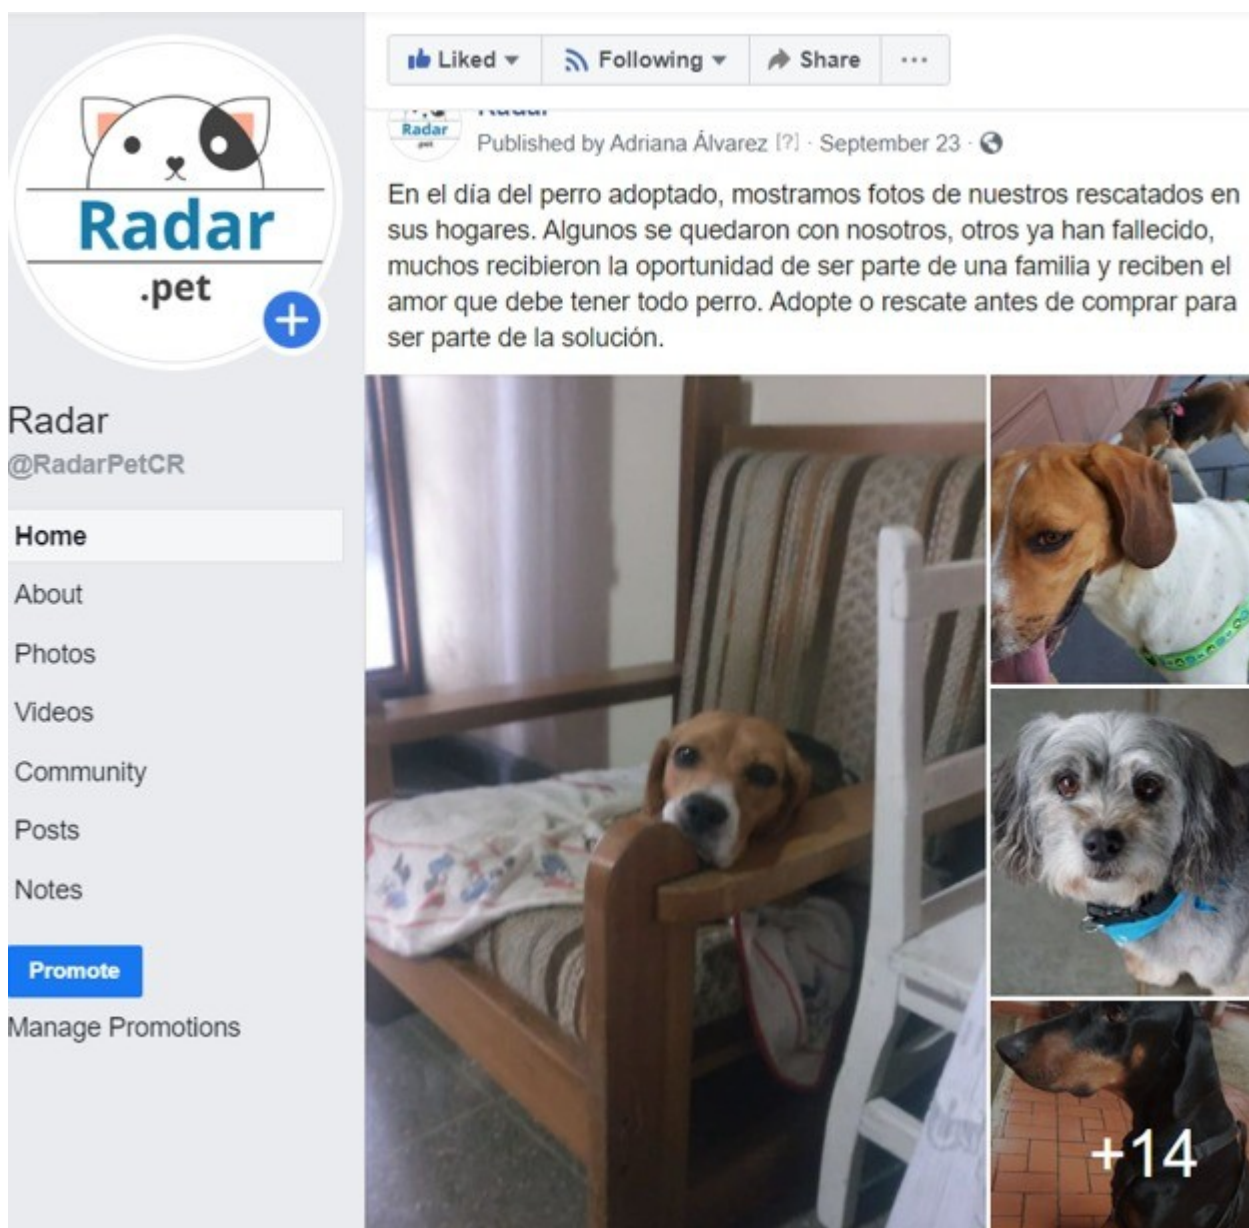 Radar
.pet
Radar
@RadarPetCR
Home
About
Photos
Videos
Community
Posts
Notes
Promote
Manage Promotions
Liked
Following
Share
Radar
.pet
Radar
Published by Adriana Álvarez [?] · September 23 ·
En el día del perro adoptado, mostramos fotos de nuestros rescatados en
sus hogares. Algunos se quedaron con nosotros, otros ya han fallecido,
muchos recibieron la oportunidad de ser parte de una familia y reciben el
amor que debe tener todo perro. Adopte o rescate antes de comprar para
ser parte de la solución.
+14